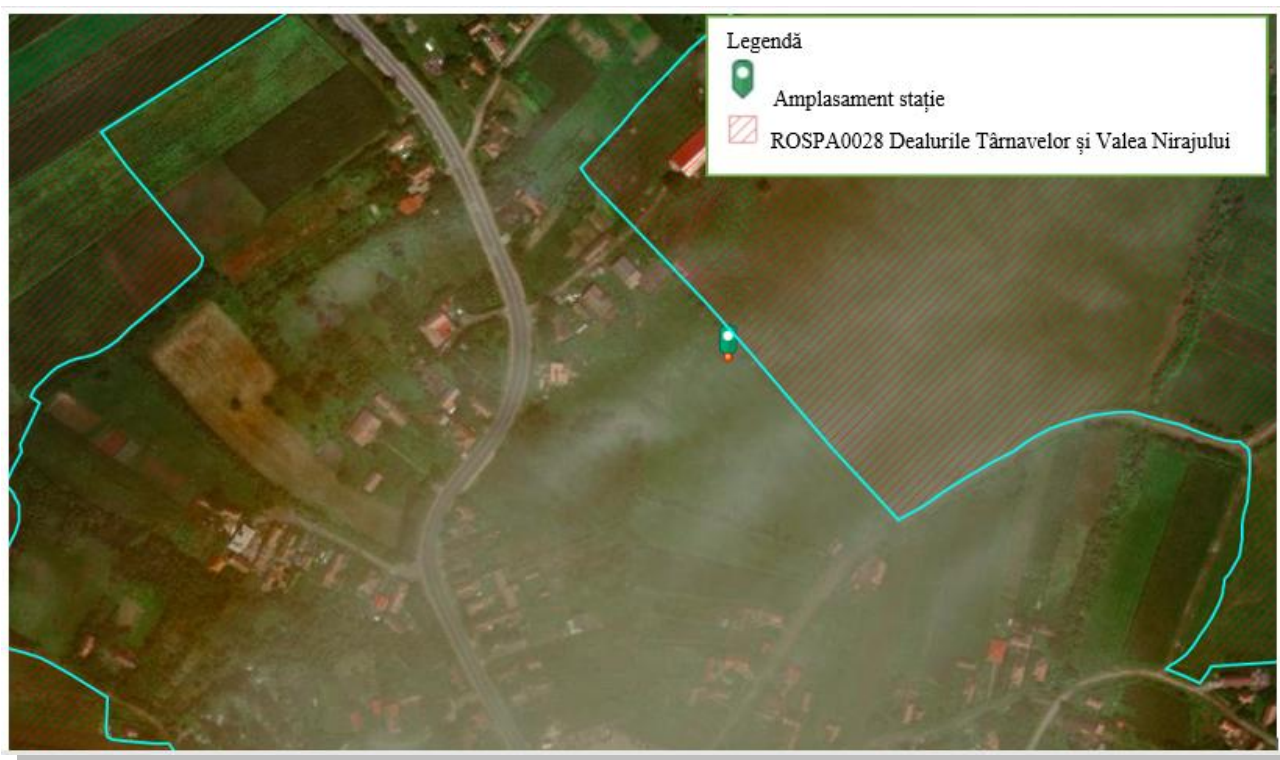 Legendă
Amplasament stație
ROSPA0028 Dealurile Târnavelor și Valea Nirajului